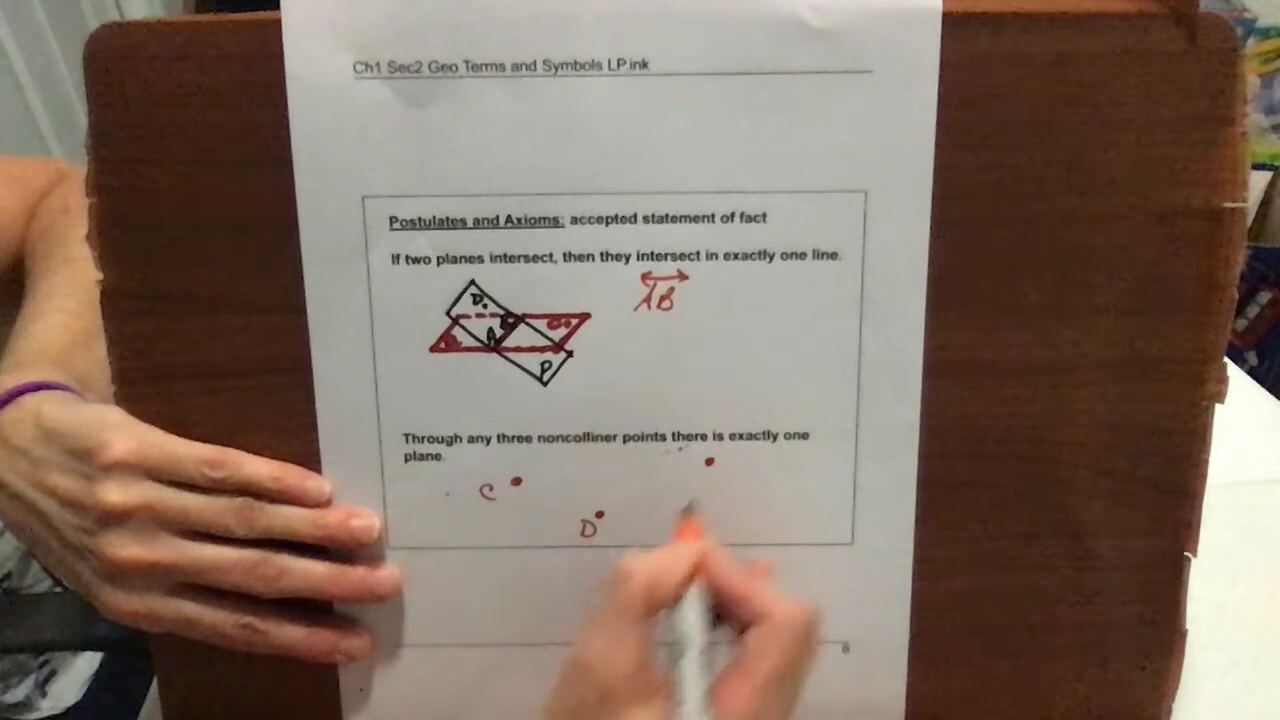 Ch1 Sec2 Geo Terms and Symbols LP.ink
Postulates and Axioms: accepted statement of fact
If two planes intersect, then they intersect in exactly one line.
AB
D
A
P
Through any three noncolliner points there is exactly one
plane.
C
D
6